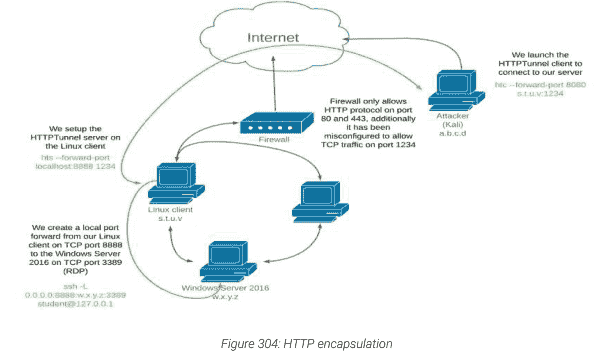 Internet
We launch the
HTTPTunnel client to
connect to our server
htc --forward-port 8080
s.t.u.v:1234
Attacker
(Kali)
a.b.c.d
Firewall only allows
HTTP protocol on port
80 and 443, additionally
it has been
misconfigured to allow
TCP traffic on port 1234
Firewall
We setup the
HTTPTunnel server on
the Linux client
hts --forward-port
localhost:8888 1234
Linux client
s.t.u.v
We create a local port
forward from our Linux
client on TCP port 8888
to the Windows Server
2016 on TCP port 3389
(RDP)
ssh -L
0.0.0.0:8888:w.x.y.z:3389
student@127.0.0.1
Windows Server 2016
w.x.y.z
Figure 304: HTTP encapsulation